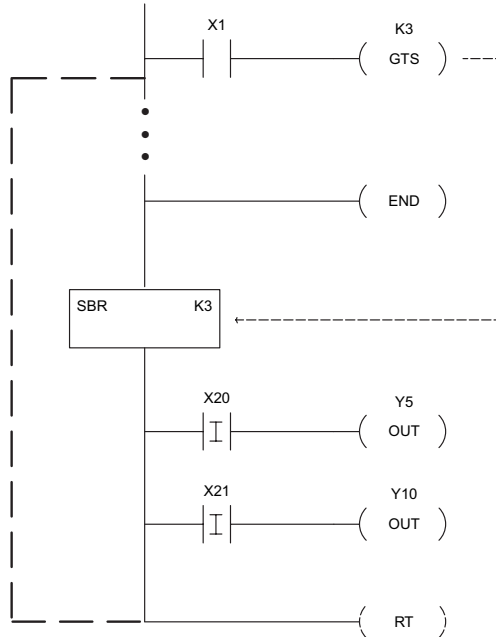 X1 K3
GTS
END
SBR K3
X20 Y5
I OUT
X21 Y10
I OUT
RT